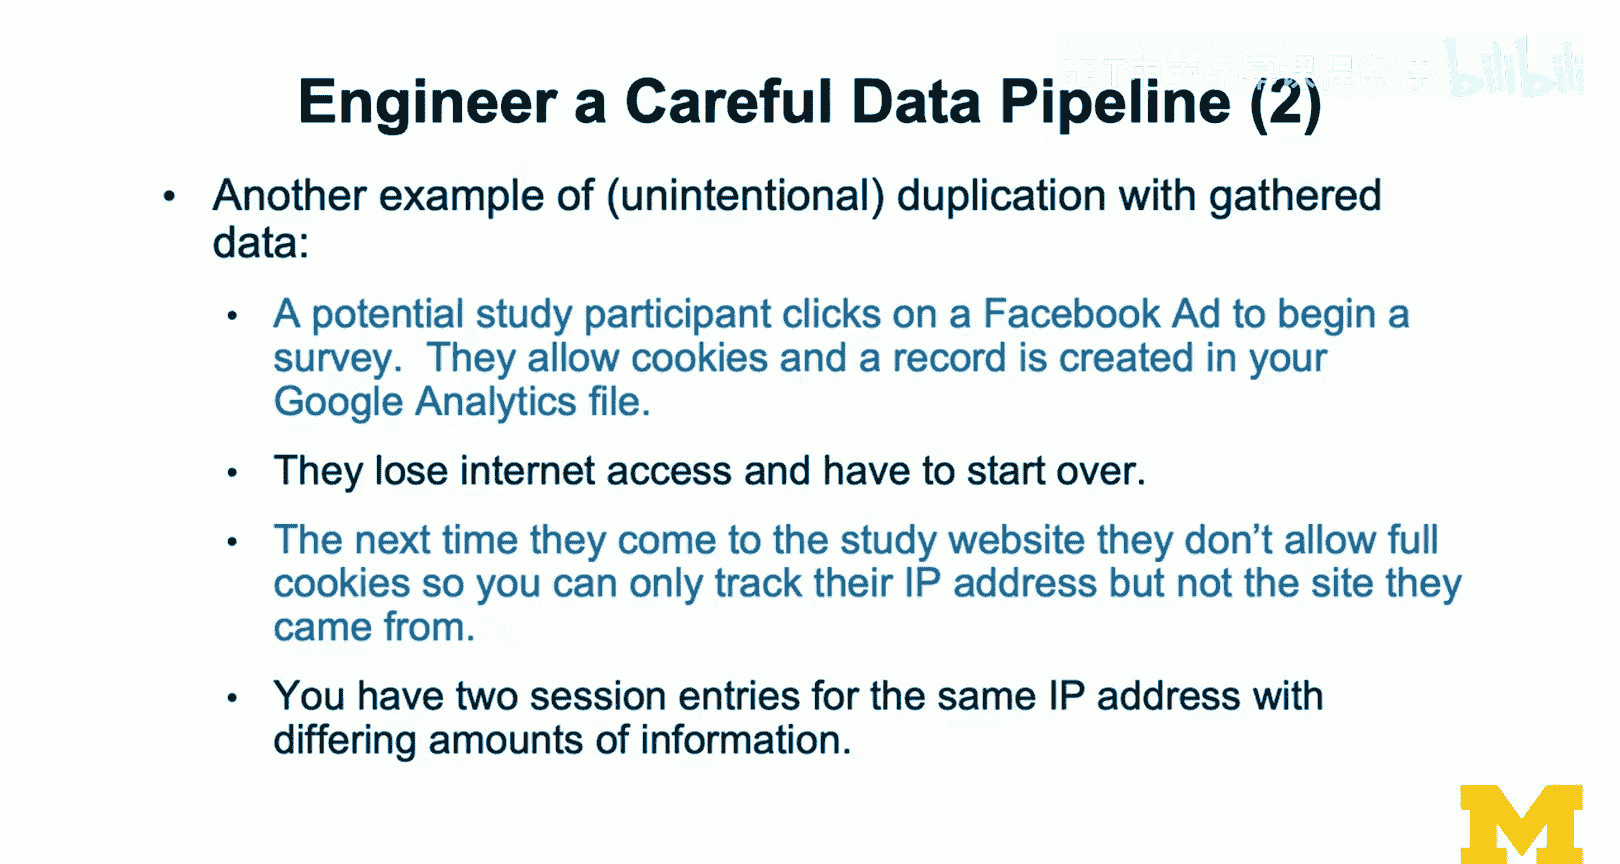 bilibili
Engineer a Careful Data Pipeline (2)
• Another example of (unintentional) duplication with gathered
data:
• A potential study participant clicks on a Facebook Ad to begin a
survey.  They allow cookies and a record is created in your
Google Analytics file.
• They lose internet access and have to start over.
• The next time they come to the study website they don’t allow full
cookies so you can only track their IP address but not the site they
came from.
• You have two session entries for the same IP address with
differing amounts of information.
M